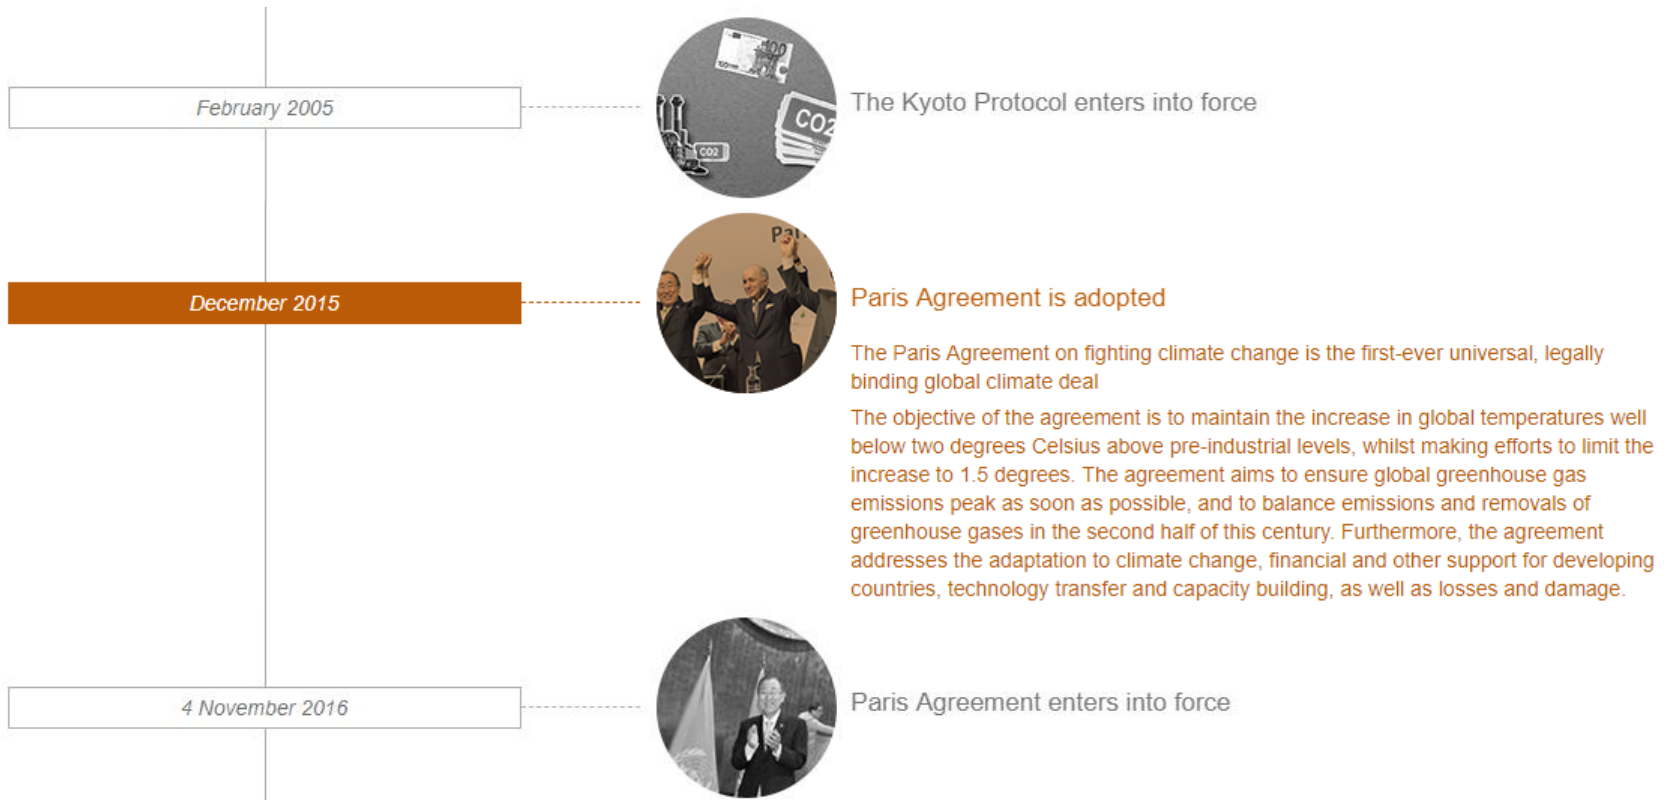 February 2005
100
CO2
CO2
The Kyoto Protocol enters into force
December 2015
Paris Agreement is adopted
The Paris Agreement on fighting climate change is the first-ever universal, legally
binding global climate deal
The objective of the agreement is to maintain the increase in global temperatures well
below two degrees Celsius above pre-industrial levels, whilst making efforts to limit the
increase to 1.5 degrees. The agreement aims to ensure global greenhouse gas
emissions peak as soon as possible, and to balance emissions and removals of
greenhouse gases in the second half of this century. Furthermore, the agreement
addresses the adaptation to climate change, financial and other support for developing
countries, technology transfer and capacity building, as well as losses and damage.
4 November 2016
Paris Agreement enters into force